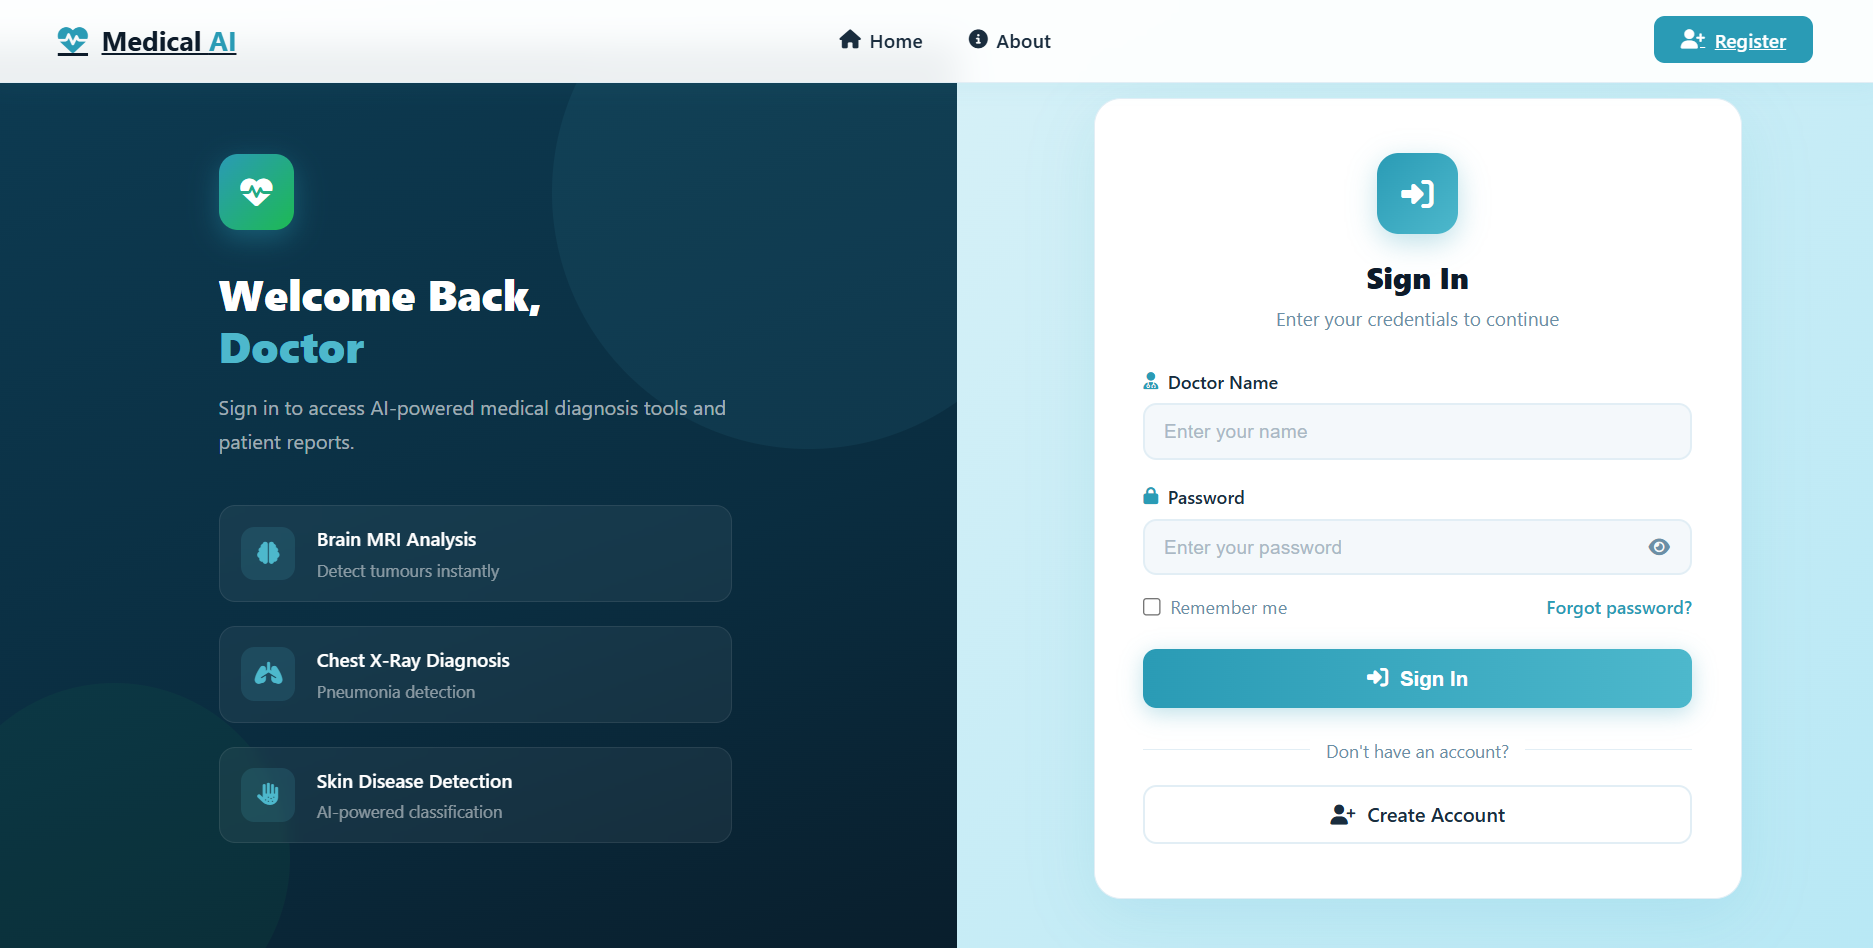 Medical AI
Home
About
Register
Welcome Back,
Doctor
Sign in to access AI-powered medical diagnosis tools and
patient reports.
Brain MRI Analysis
Detect tumours instantly
Chest X-Ray Diagnosis
Pneumonia detection
Skin Disease Detection
AI-powered classification
Sign In
Enter your credentials to continue
Doctor Name
Enter your name
Password
Enter your password
Remember me
Forgot password?
Sign In
Don't have an account?
Create Account